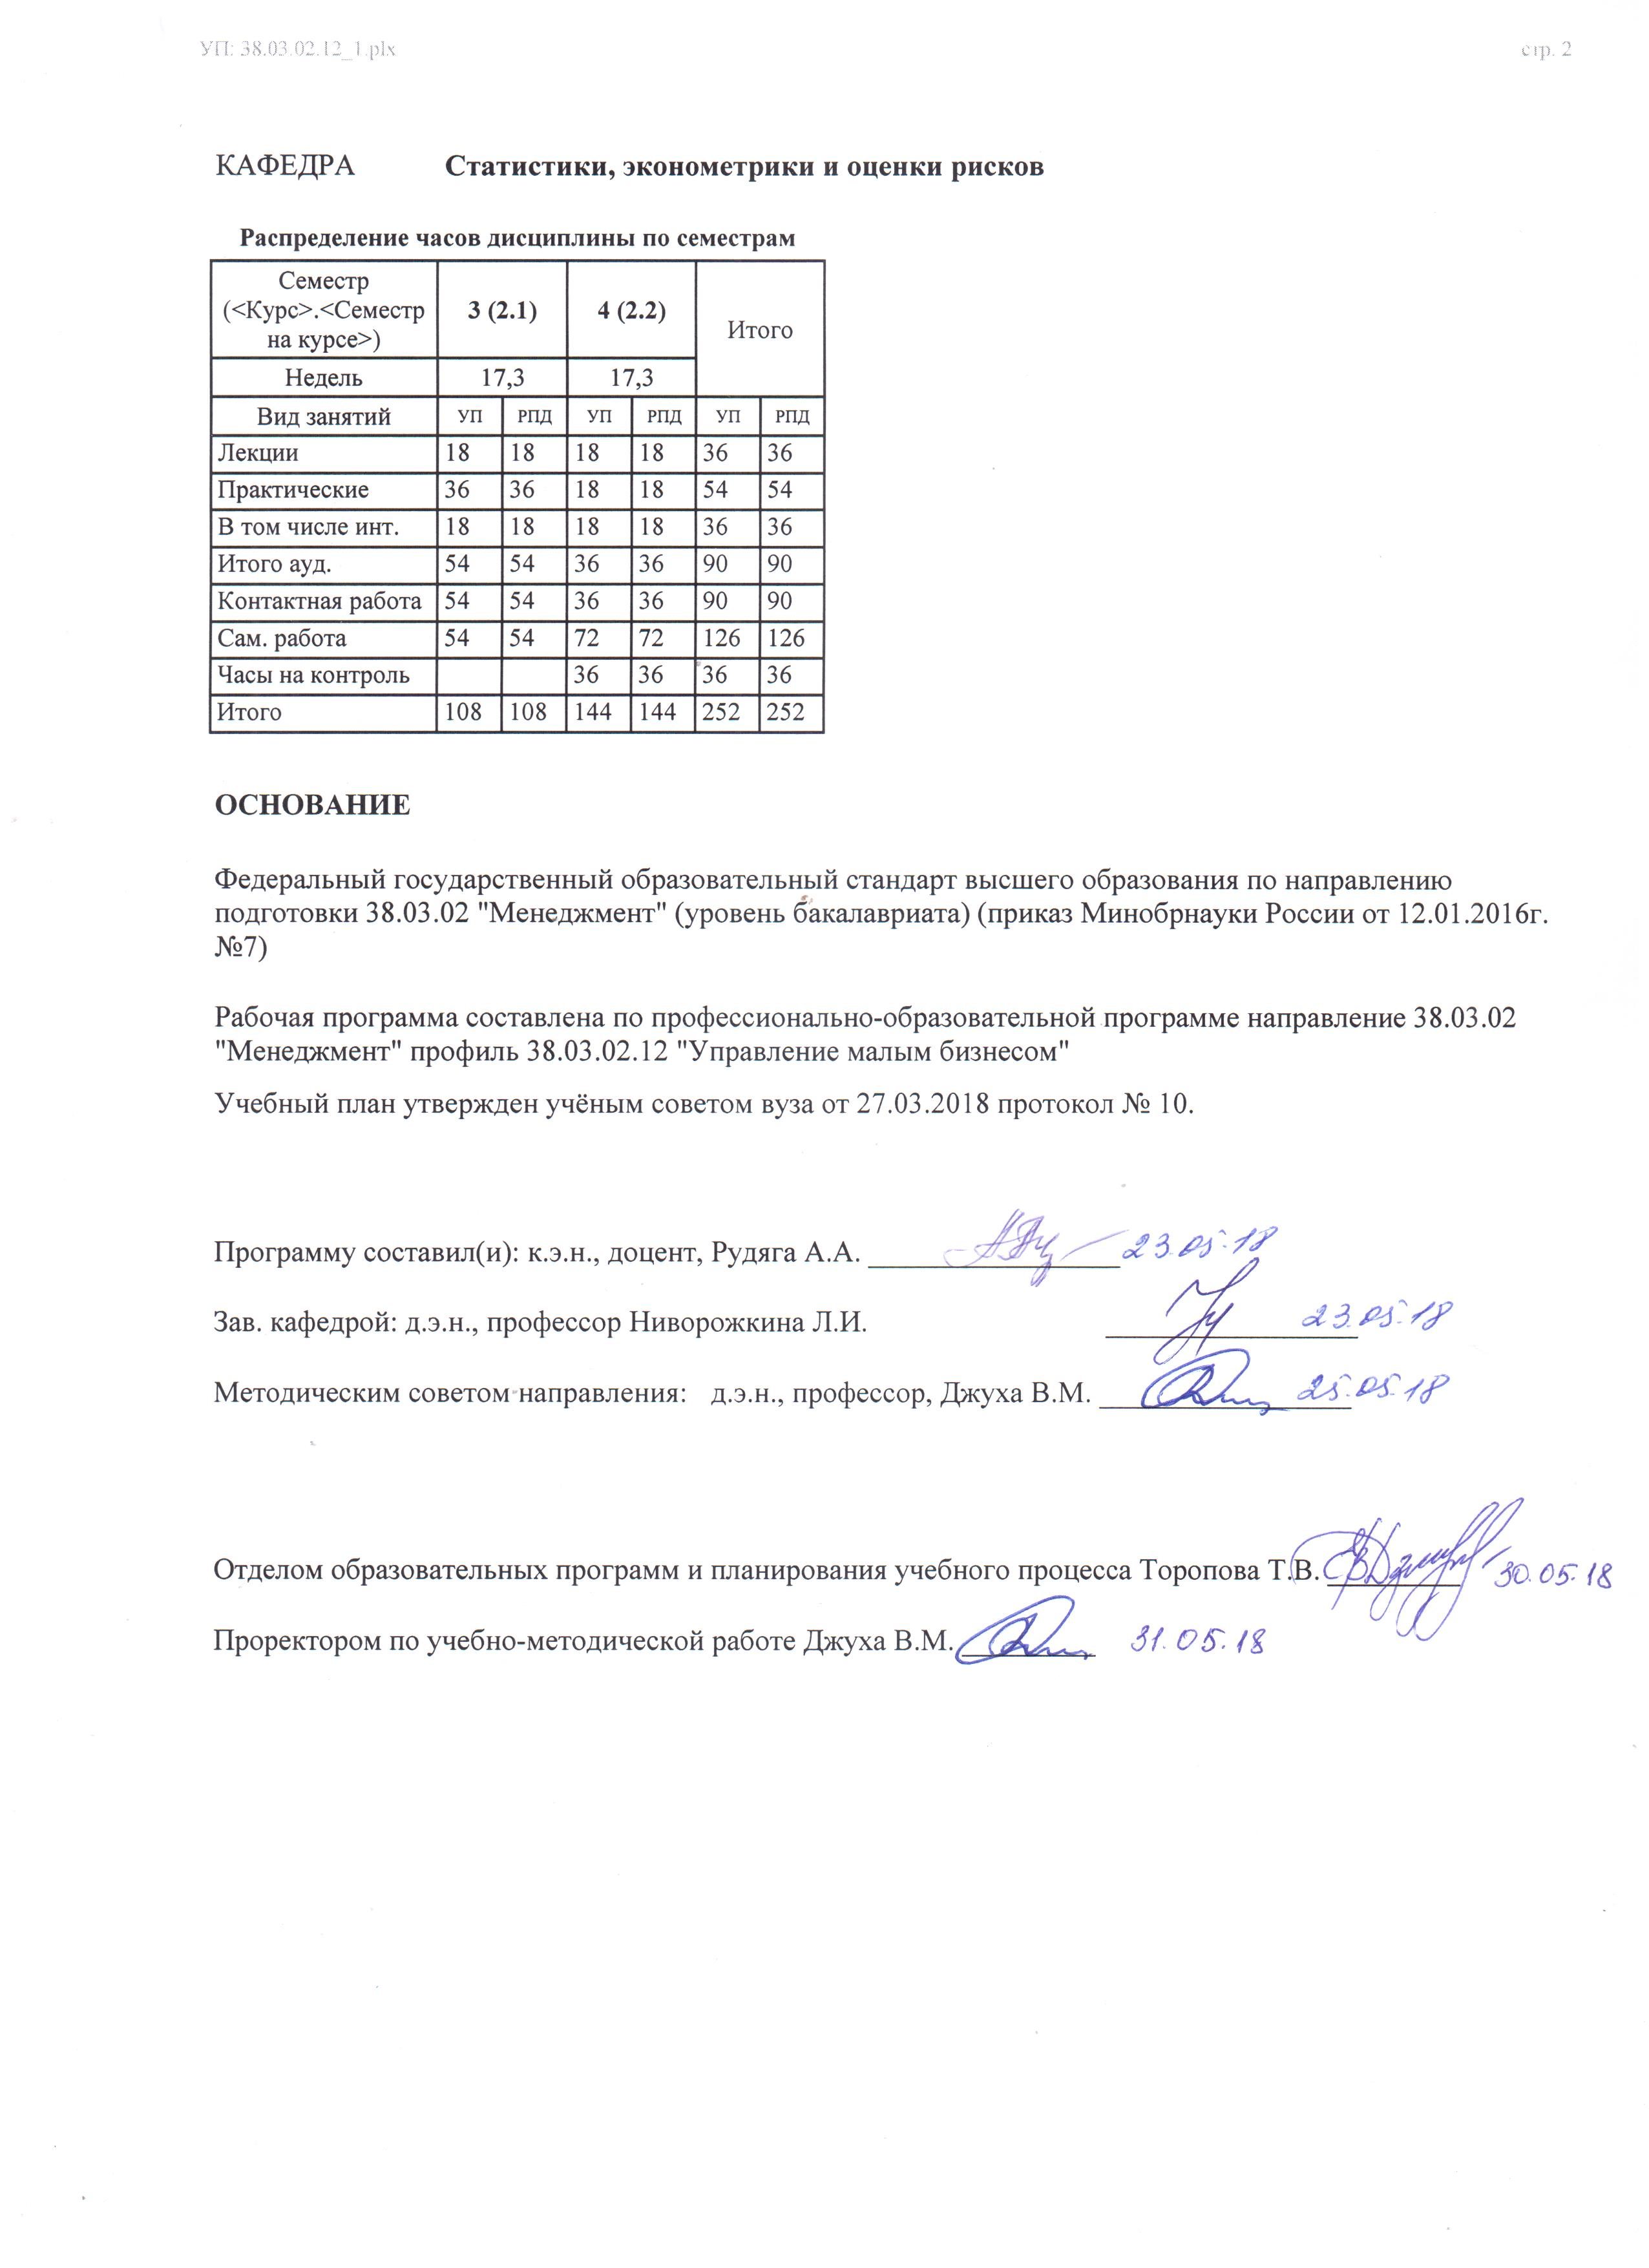 УП: 38.03.02.12_1.plx стр. 2
КАФЕДРА Статистики, эконометрики и оценки рисков
Распределение часов дисциплины по семестрам
Семестр
(<Курс>.<Семестр
на курсе>) 3 (2.1) 4 (2.2) Итого
Недель 17,3 17,3
Вид занятий УП РПД УП РПД УП РПД
Лекции 18 18 18 18 36 36
Практические 36 36 18 18 54 54
В том числе инт. 18 18 18 18 36 36
Итого ауд. 54 54 36 36 90 90
Контактная работа 54 54 36 36 90 90
Сам. работа 54 54 72 72 126 126
Часы на контроль 36 36 36 36
Итого 108 108 144 144 252 252
ОСНОВАНИЕ
Федеральный государственный образовательный стандарт высшего образования по направлению
подготовки 38.03.02 "Менеджмент" (уровень бакалавриата) (приказ Минобрнауки России от 12.01.2016г.
№7)
Рабочая программа составлена по профессионально-образовательной программе направление 38.03.02
"Менеджмент" профиль 38.03.02.12 "Управление малым бизнесом"
Учебный план утвержден учёным советом вуза от 27.03.2018 протокол № 10.
Программу составил(и): к.э.н., доцент, Рудяга А.А. 23.05.18
Зав. кафедрой: д.э.н., профессор Ниворожкина Л.И. 23.05.18
Методическим советом направления: д.э.н., профессор, Джуха В.М. 25.05.18
Отделом образовательных программ и планирования учебного процесса Торопова Т.В. 30.05.18
Проректором по учебно-методической работе Джуха В.М. 31.05.18